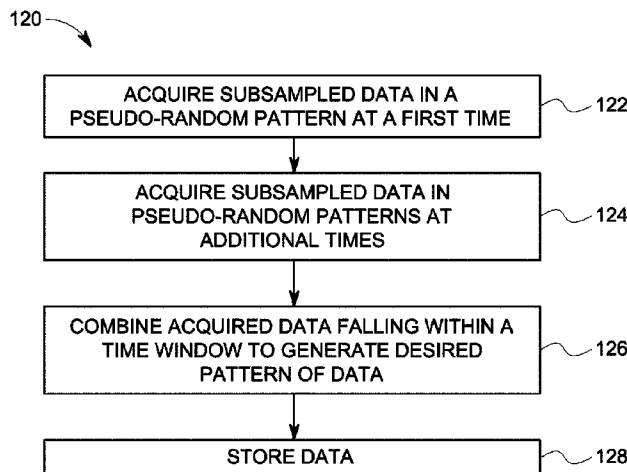 120
ACQUIRE SUBSAMPLED DATA IN A
PSEUDO-RANDOM PATTERN AT A FIRST TIME
122
ACQUIRE SUBSAMPLED DATA IN
PSEUDO-RANDOM PATTERNS AT
ADDITIONAL TIMES
124
COMBINE ACQUIRED DATA FALLING WITHIN A
TIME WINDOW TO GENERATE DESIRED
PATTERN OF DATA
126
STORE DATA
128